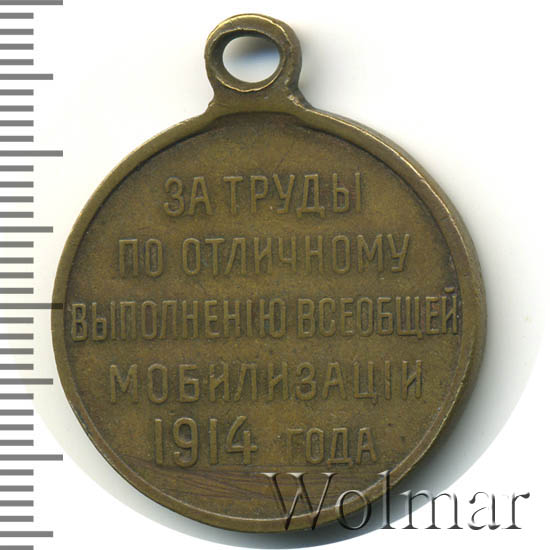 ЗА ТРУДЫ
ПО ОТЛИЧНОМУ
ВЫПОЛНЕНІЮ ВСЕОБЩЕЙ
МОБИЛИЗАЦІИ
1914 ГОДА
Wolmar